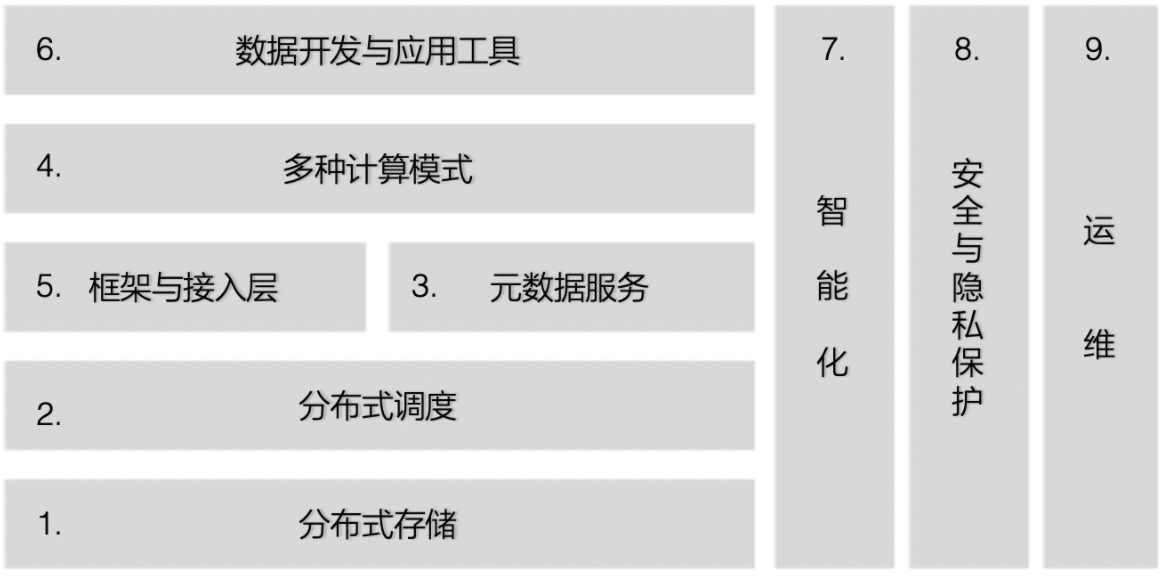 6. 数据开发与应用工具
4. 多种计算模式
5. 框架与接入层
3. 元数据服务
2. 分布式调度
1. 分布式存储
7. 智能化
8. 安全与隐私保护
9. 运维